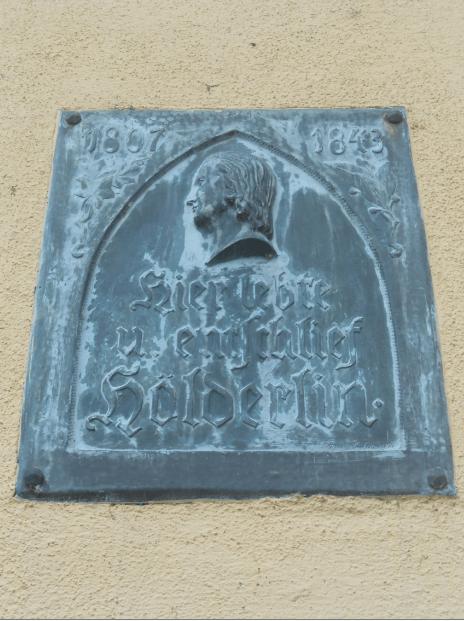 1807 1843
Hier lebte
u. entschlief
Hölderlin.